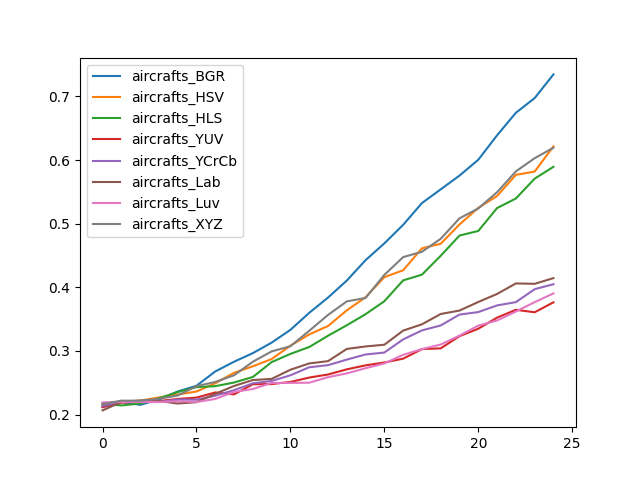 aircrafts_BGR
aircrafts_HSV
aircrafts_HLS
aircrafts_YUV
aircrafts_YCrCb
aircrafts_Lab
aircrafts_Luv
aircrafts_XYZ
0.7
0.6
0.5
0.4
0.3
0.2
0 5 10 15 20 25